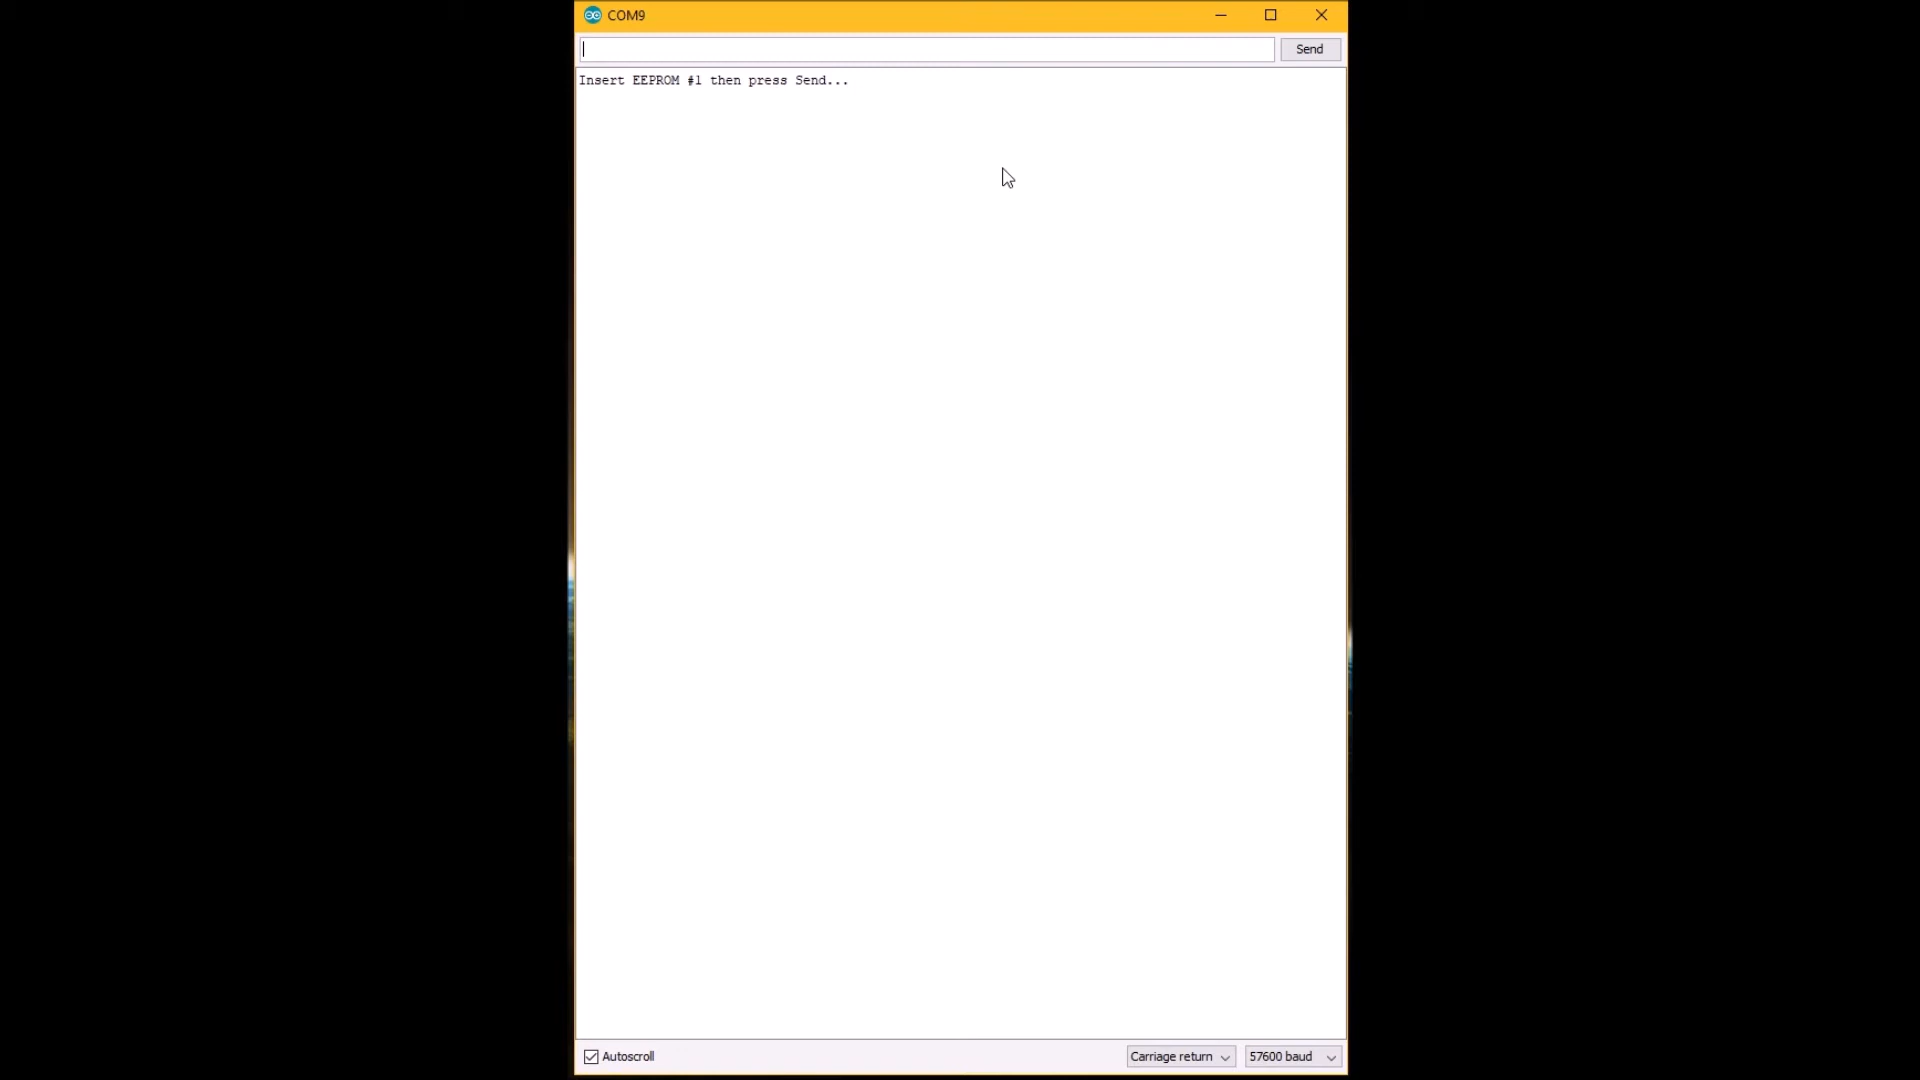 COM9
Send
Insert EEPROM #1 then press Send...
Autoscroll
Carriage return
57600 baud